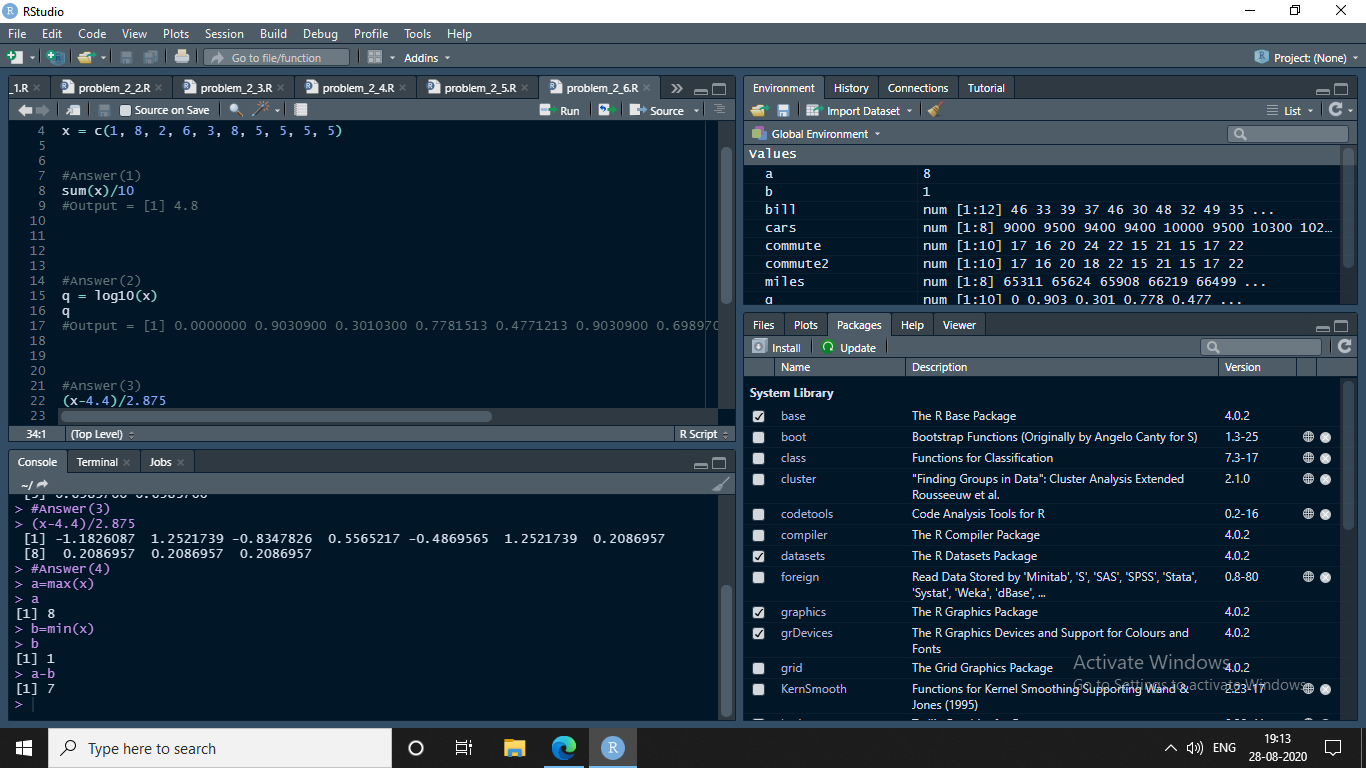 RStudio
File Edit Code View Plots Session Build Debug Profile Tools Help
Go to file/function Addins Project: (None)
_1.R problem_2_2.R problem_2_3.R problem_2_4.R problem_2_5.R problem_2_6.R
Source on Save Run Source
4 x = c(1, 8, 2, 6, 3, 8, 5, 5, 5, 5)
5
6
7 #Answer(1)
8 sum(x)/10
9 #Output = [1] 4.8
10
11
12
13
14 #Answer(2)
15 q = log10(x)
16 q
17 #Output = [1] 0.0000000 0.9030900 0.3010300 0.7781513 0.4771213 0.9030900 0.698970
18
19
20
21 #Answer(3)
22 (x-4.4)/2.875
23
34:1 (Top Level) R Script
Console Terminal Jobs
~/
> #Answer(3)
> (x-4.4)/2.875
[1] -1.1826087 1.2521739 -0.8347826 0.5565217 -0.4869565 1.2521739 0.2086957
[8] 0.2086957 0.2086957 0.2086957
> #Answer(4)
> a=max(x)
> a
[1] 8
> b=min(x)
> b
[1] 1
> a-b
[1] 7
>
Environment History Connections Tutorial
Import Dataset List
Global Environment
Values
a 8
b 1
bill num [1:12] 46 33 39 37 46 30 48 32 49 35 ...
cars num [1:8] 9000 9500 9400 9400 10000 9500 10300 102…
commute num [1:10] 17 16 20 24 22 15 21 15 17 22
commute2 num [1:10] 17 16 20 18 22 15 21 15 17 22
miles num [1:8] 65311 65624 65908 66219 66499 ...
q num [1:10] 0 0.903 0.301 0.778 0.477 ...
Files Plots Packages Help Viewer
Install Update
Name Description Version
System Library
base The R Base Package 4.0.2
boot Bootstrap Functions (Originally by Angelo Canty for S) 1.3-25
class Functions for Classification 7.3-17
cluster "Finding Groups in Data": Cluster Analysis Extended 2.1.0
Rousseeuw et al.
codetools Code Analysis Tools for R 0.2-16
compiler The R Compiler Package 4.0.2
datasets The R Datasets Package 4.0.2
foreign Read Data Stored by 'Minitab', 'S', 'SAS', 'SPSS', 'Stata', 0.8-80
'Systat', 'Weka', 'dBase', ...
graphics The R Graphics Package 4.0.2
grDevices The R Graphics Devices and Support for Colours and 4.0.2
Fonts
grid The Grid Graphics Package 4.0.2
KernSmooth Functions for Kernel Smoothing Supporting Wand & 2.23-17
Jones (1995)
Activate Windows
Go to Settings to activate Windows.
Type here to search
ENG
19:13
28-08-2020